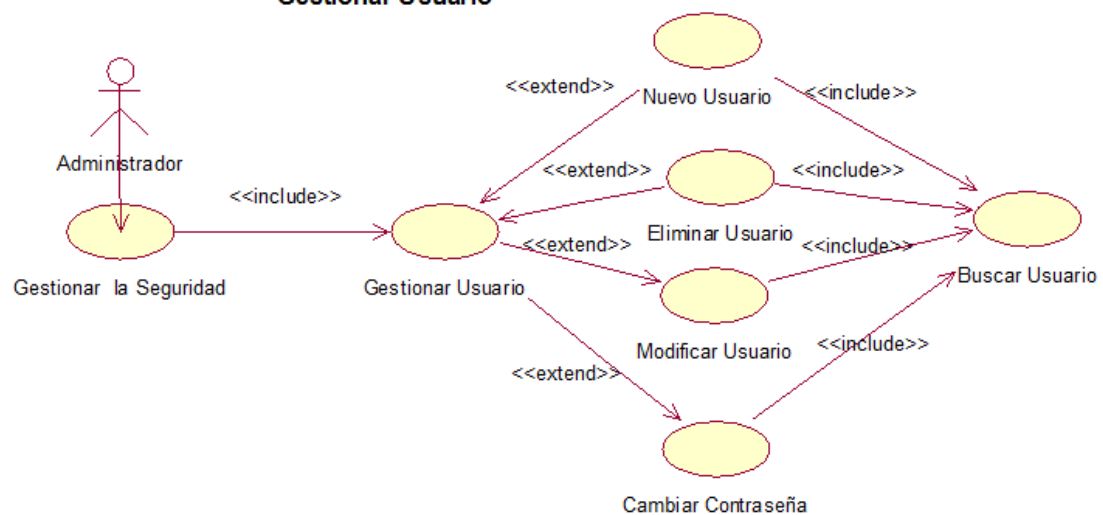 Gestionar Usuario
<<extend>>
Nuevo Usuario
<<include>>
Administrador
<<extend>>
<<include>>
<<include>>
Eliminar Usuario
<<extend>>
<<include>>
Gestionar la Seguridad
Gestionar Usuario
Buscar Usuario
Modificar Usuario
<<include>>
<<extend>>
Cambiar Contraseña